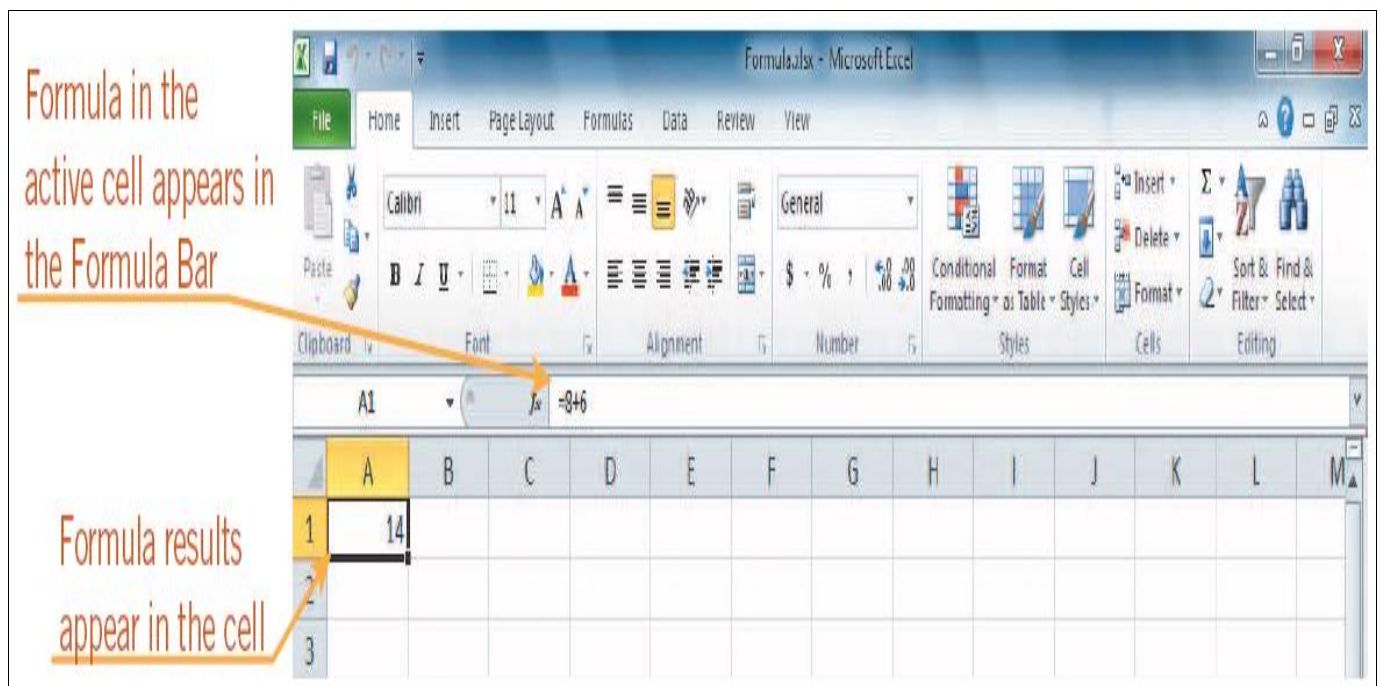 Formula in the
active cell appears in
the Formula Bar
Formula.xlsx - Microsoft Excel
File Home Insert Page Layout Formulas Data Review View
Calibri 11 A A General
Insert
Delete
Format
Paste
B I U A $ % , .00 .00
Conditional Formatting
Format as Table
Cell Styles
Σ
Sort & Filter
Find & Select
Clipboard Font Alignment Number Styles Cells Editing
A1 fx =8+6
A B C D E F G H I J K L M
1 14
2
3
Formula results
appear in the cell